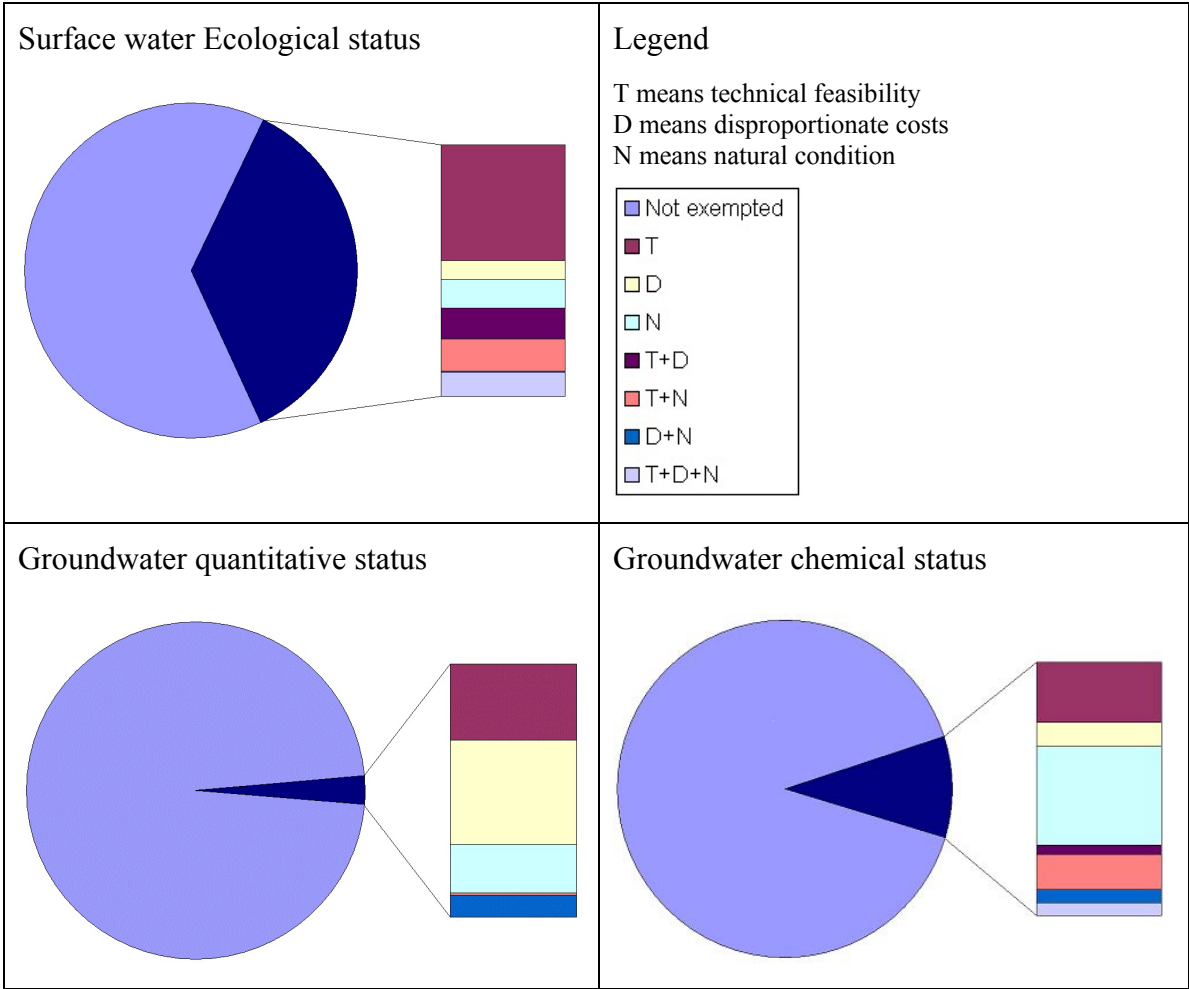 Surface water Ecological status
Legend
T means technical feasibility
D means disproportionate costs
N means natural condition
Not exempted
T
D
N
T+D
T+N
D+N
T+D+N
Groundwater quantitative status
Groundwater chemical status